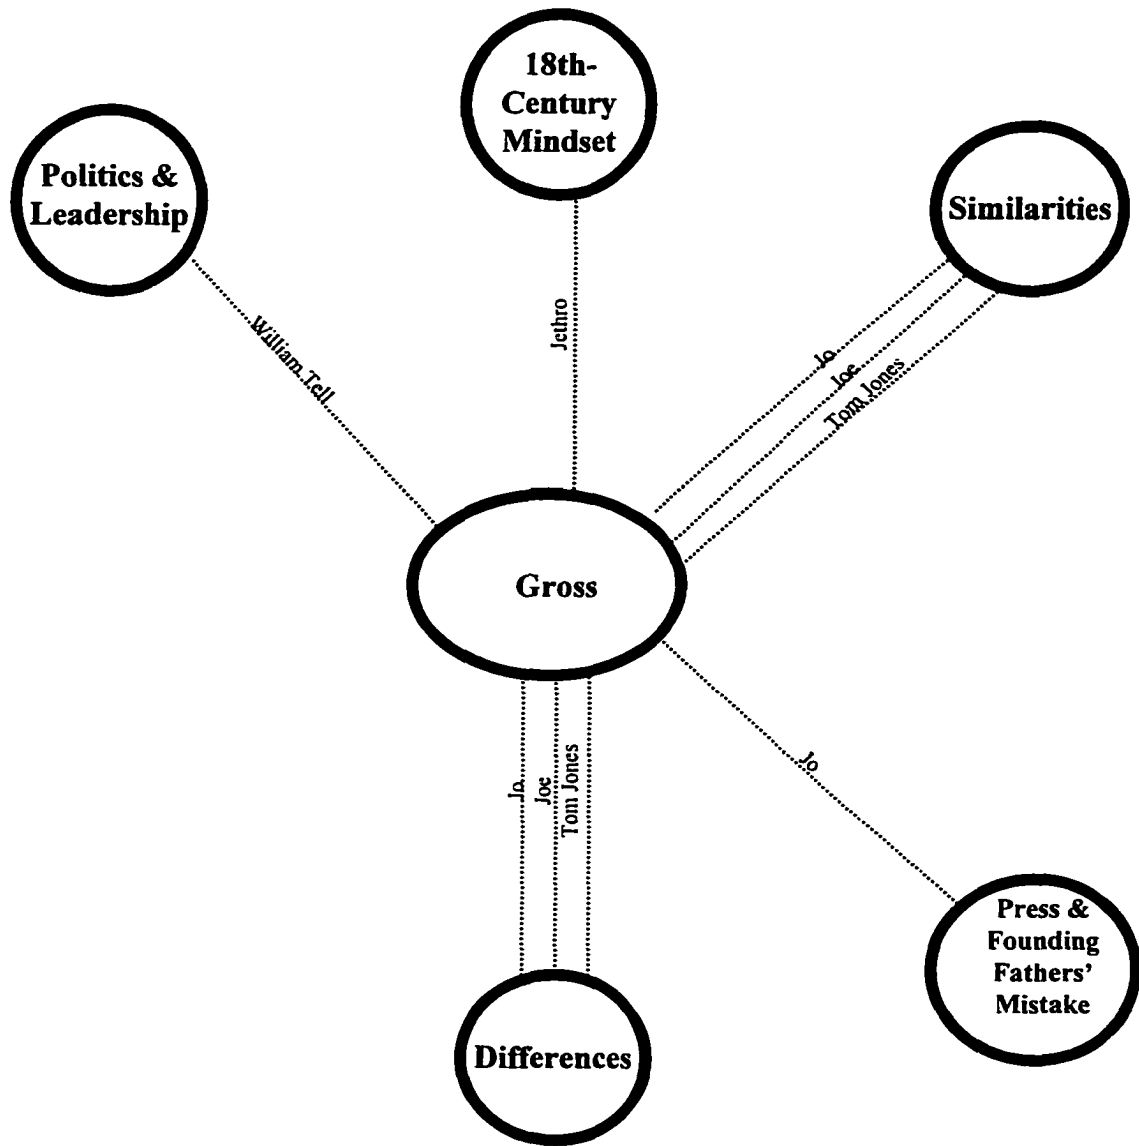 18th-
Century
Mindset
Politics &
Leadership
Similarities
William Tell
Jethro
Jo
Joe
Tom Jones
Gross
Jo
Joe
Tom Jones
Jo
Press &
Founding
Fathers'
Mistake
Differences